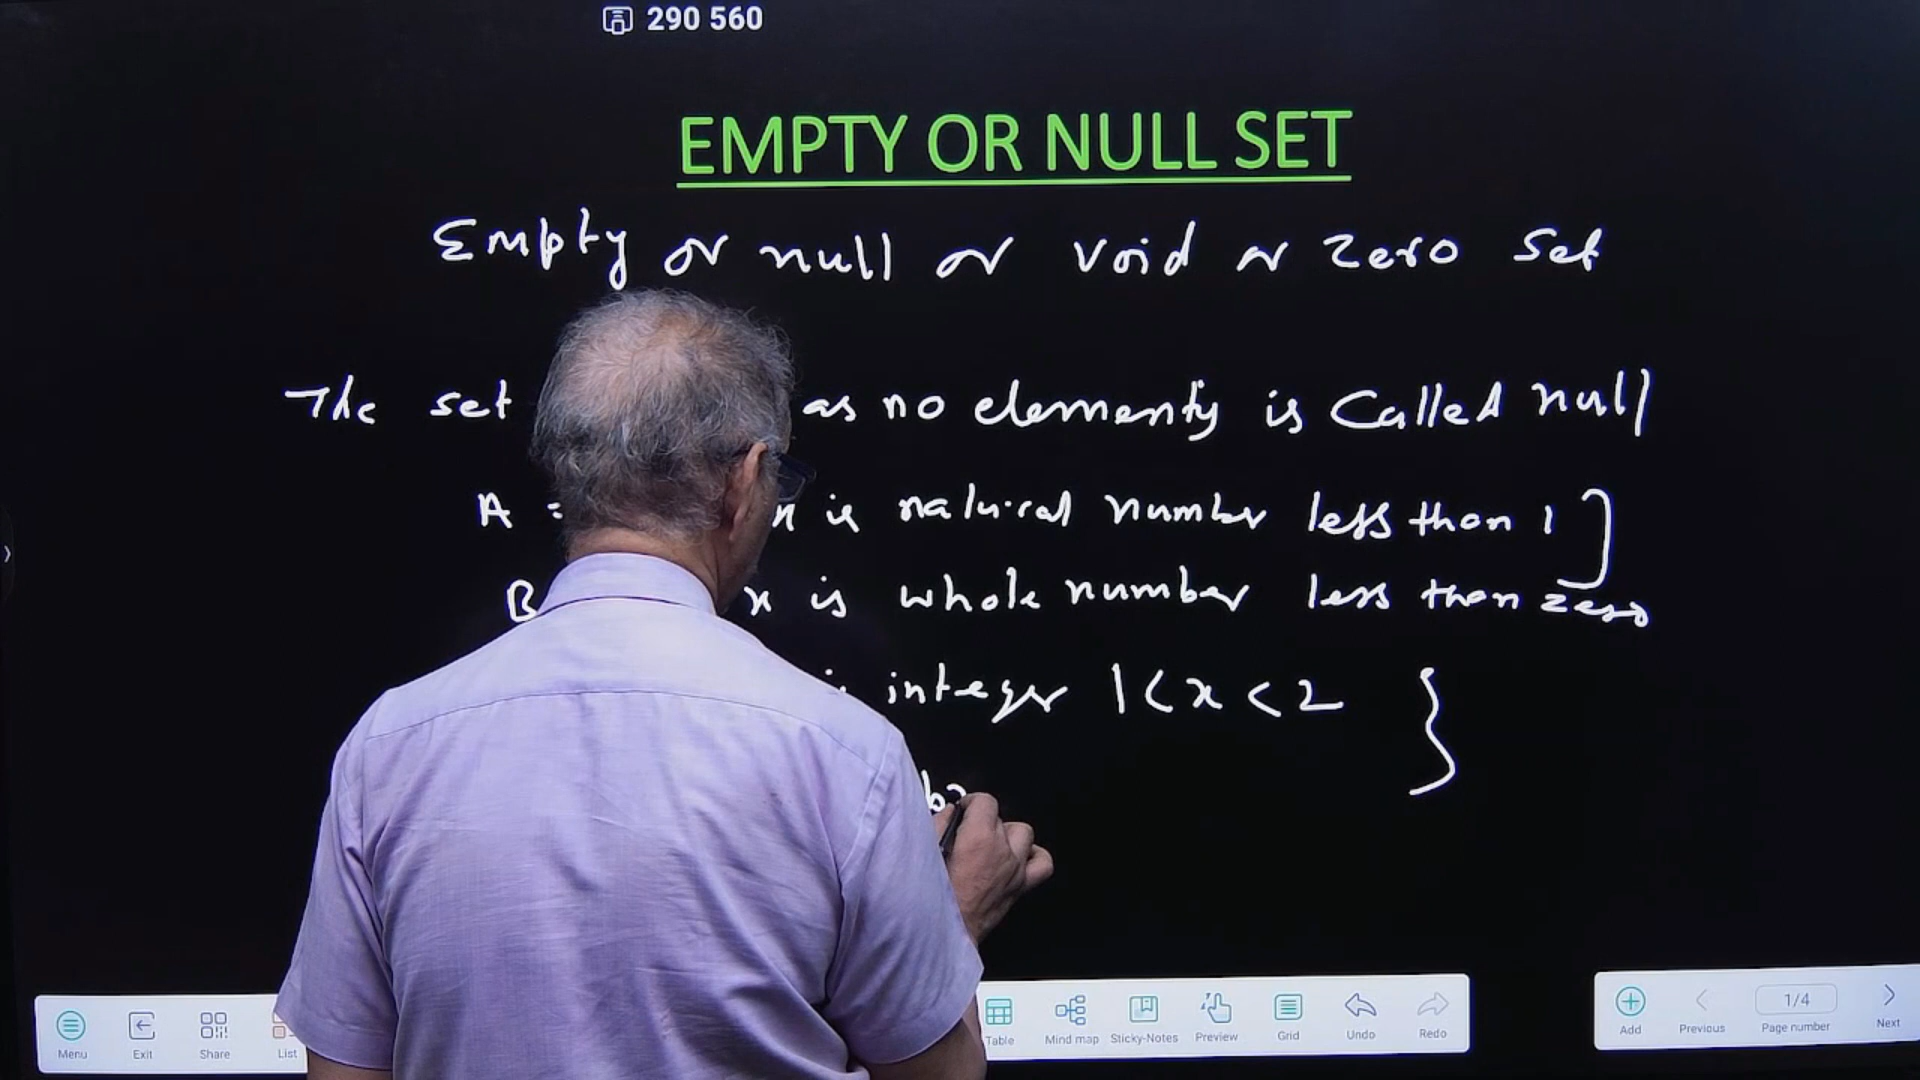 290 560
EMPTY OR NULL SET
Empty or null or void or zero set
The set as no elements is Called null
A = x is natural number less than 1 }
B x is whole number less than zero
is integer 1 < x < 2 }
Menu Exit Share List Table Mind map Sticky-Notes Preview Grid Undo Redo
Add Previous 1/4 Page number Next